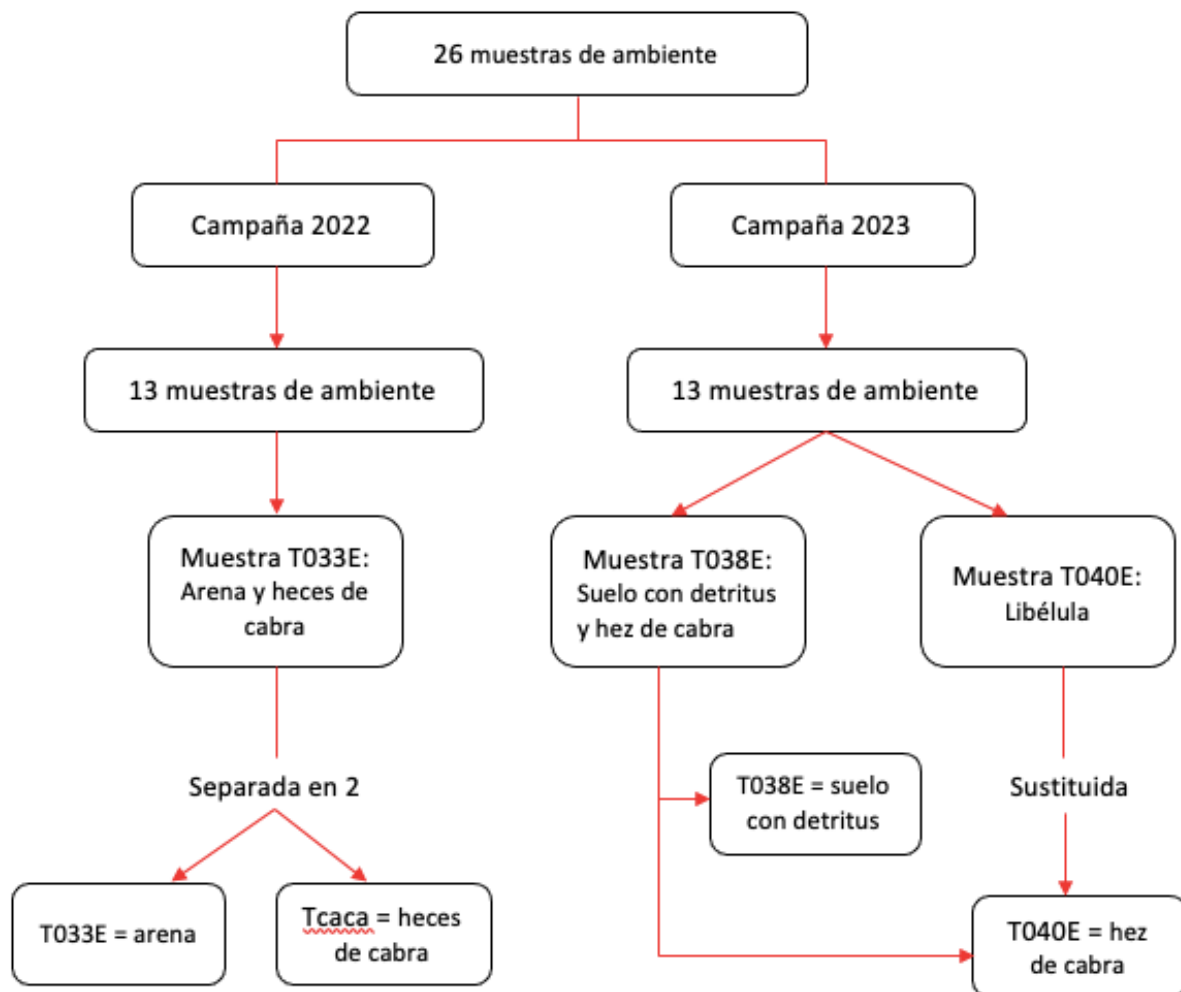 26 muestras de ambiente
Campaña 2022
Campaña 2023
13 muestras de ambiente
13 muestras de ambiente
Muestra T033E:
Arena y heces de
cabra
Muestra T038E:
Suelo con detritus
y hez de cabra
Muestra T040E:
Libélula
Separada en 2
T038E = suelo
con detritus
Sustituida
T033E = arena
Tcaca = heces
de cabra
T040E = hez
de cabra